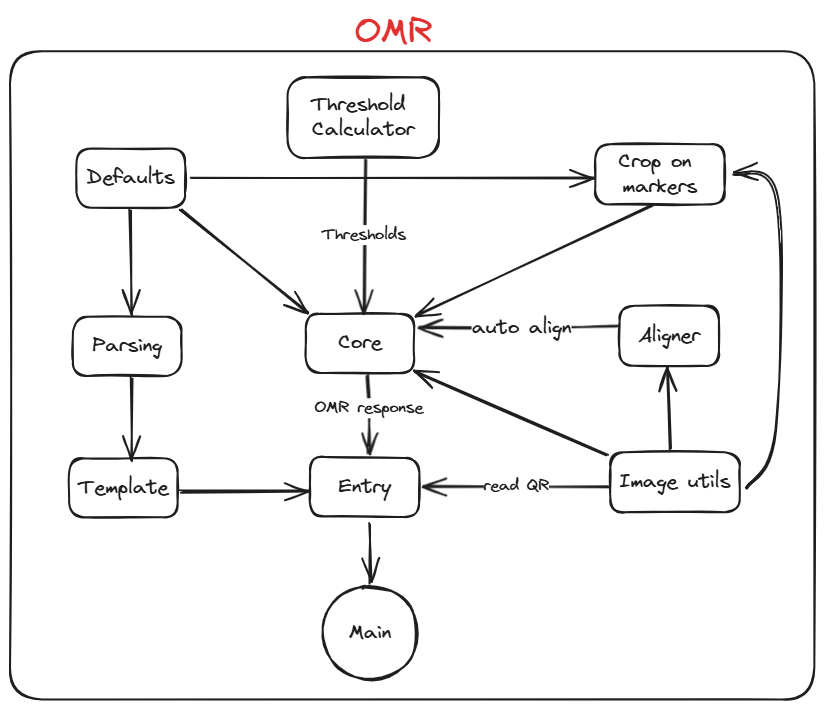 OMR
Threshold
Calculator
Defaults
Crop on
markers
Thresholds
Parsing
Core
auto align
Aligner
OMR response
Template
Entry
read QR
Image utils
Main